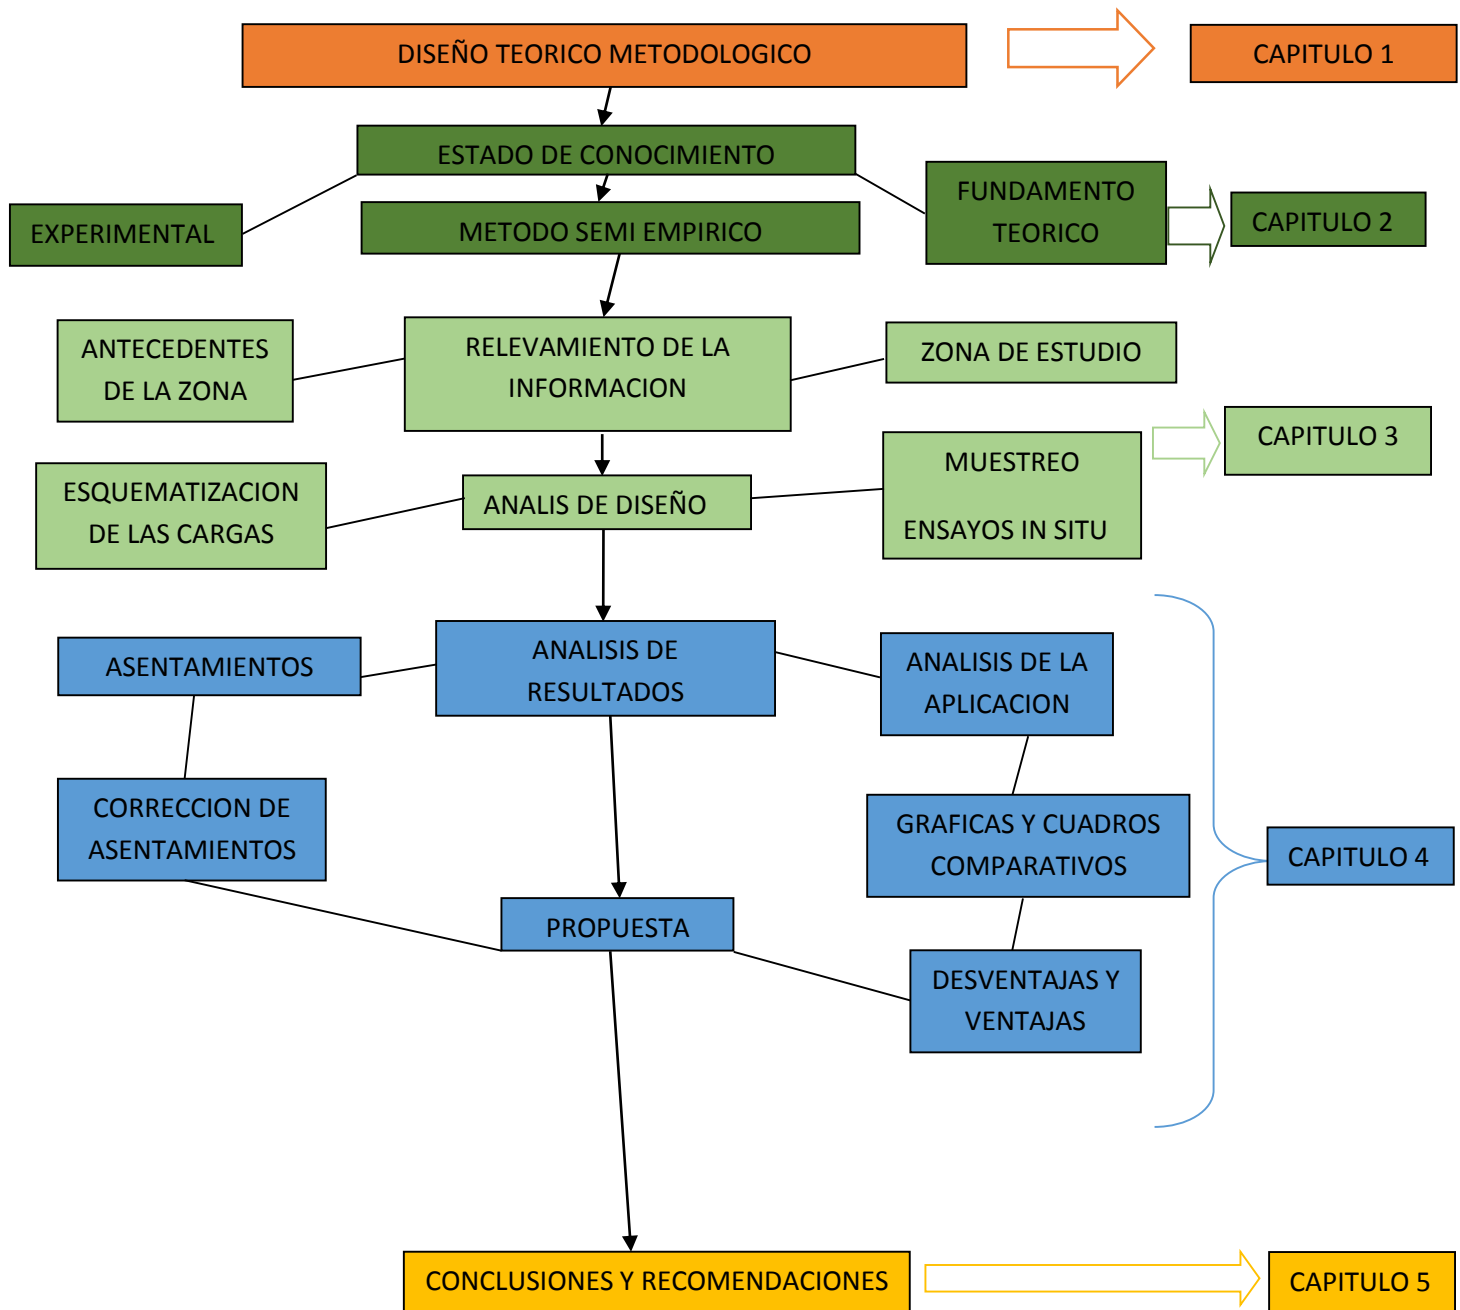 DISEÑO TEORICO METODOLOGICO
CAPITULO 1
ESTADO DE CONOCIMIENTO
EXPERIMENTAL
METODO SEMI EMPIRICO
FUNDAMENTO
TEORICO
CAPITULO 2
ANTECEDENTES
DE LA ZONA
RELEVAMIENTO DE LA
INFORMACION
ZONA DE ESTUDIO
CAPITULO 3
ESQUEMATIZACION
DE LAS CARGAS
ANALIS DE DISEÑO
MUESTREO
ENSAYOS IN SITU
ASENTAMIENTOS
ANALISIS DE
RESULTADOS
ANALISIS DE LA
APLICACION
CORRECCION DE
ASENTAMIENTOS
GRAFICAS Y CUADROS
COMPARATIVOS
CAPITULO 4
PROPUESTA
DESVENTAJAS Y
VENTAJAS
CONCLUSIONES Y RECOMENDACIONES
CAPITULO 5